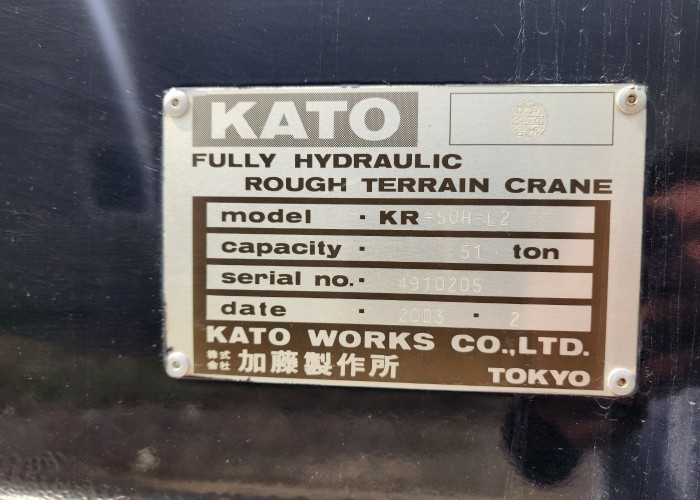 KATO
KATO
FULLY HYDRAULIC
ROUGH TERRAIN CRANE
model · KR-50H-L2
capacity · 51 ton
serial no. · 4910205
date · 2003 · 2
KATO WORKS CO.,LTD.
株式会社 加藤製作所
TOKYO